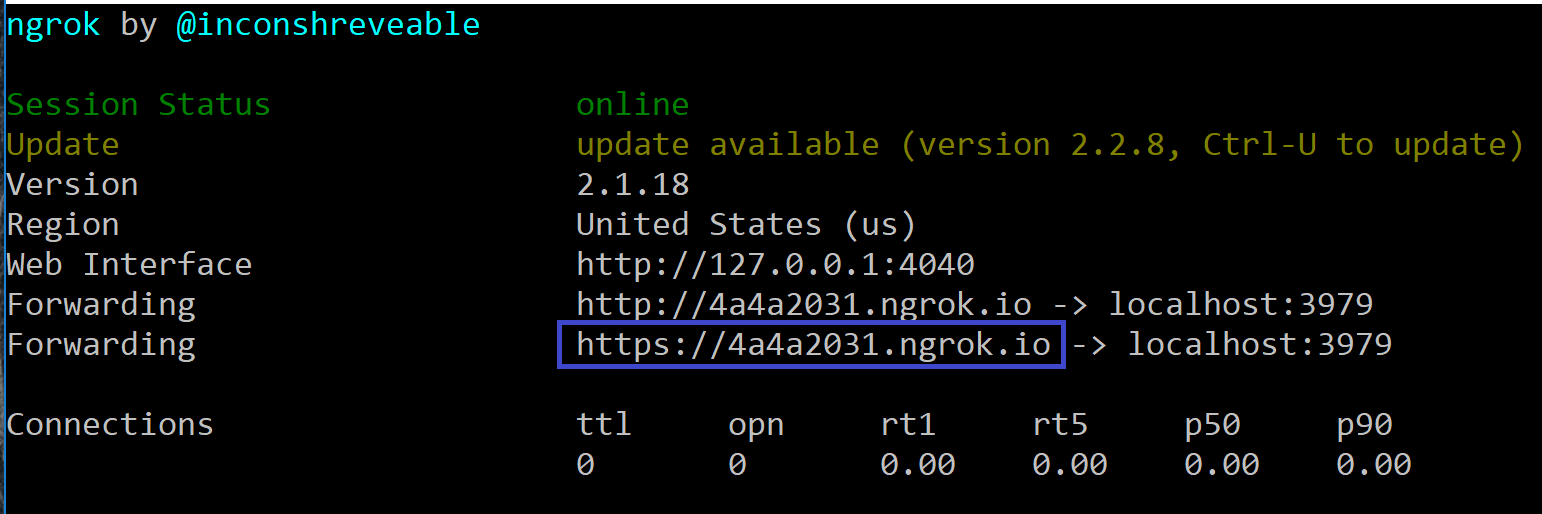 ngrok by @inconshreveable
Session Status online
Update update available (version 2.2.8, Ctrl-U to update)
Version 2.1.18
Region United States (us)
Web Interface http://127.0.0.1:4040
Forwarding http://4a4a2031.ngrok.io -> localhost:3979
Forwarding https://4a4a2031.ngrok.io -> localhost:3979
Connections ttl opn rt1 rt5 p50 p90
0 0 0.00 0.00 0.00 0.00